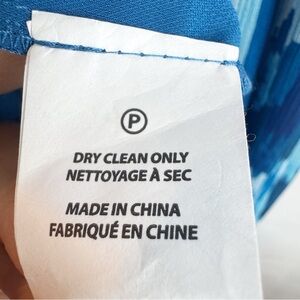 P
DRY CLEAN ONLY
NETTOYAGE À SEC
MADE IN CHINA
FABRIQUÉ EN CHINE